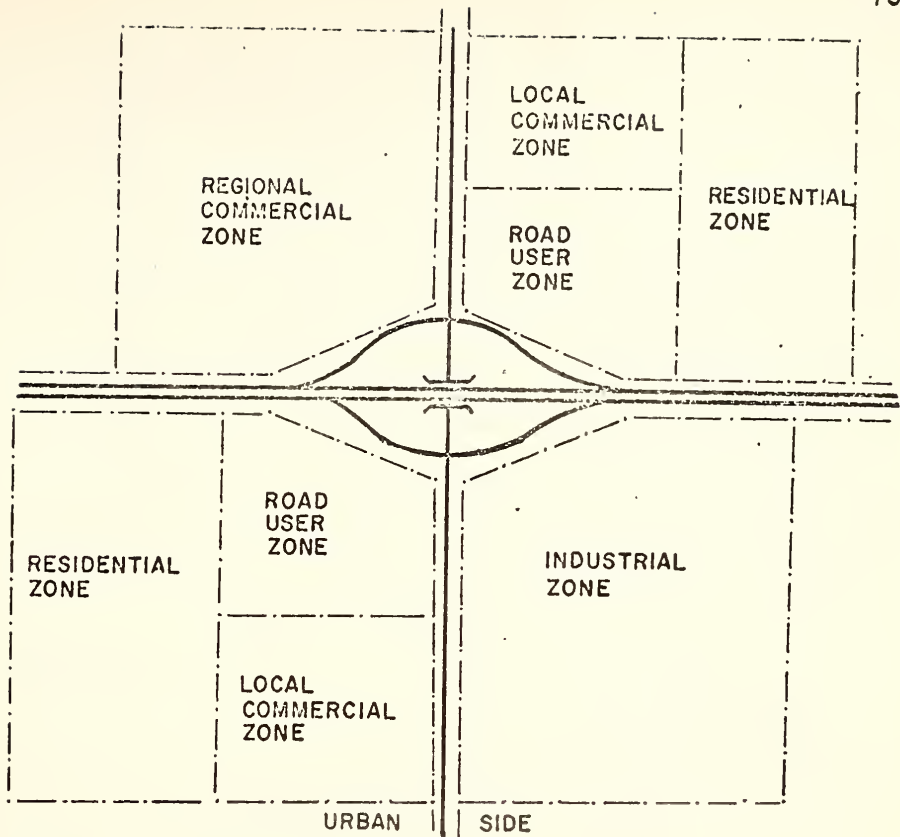 REGIONAL
COMMERCIAL
ZONE
LOCAL
COMMERCIAL
ZONE
ROAD
USER
ZONE
RESIDENTIAL
ZONE
RESIDENTIAL
ZONE
ROAD
USER
ZONE
LOCAL
COMMERCIAL
ZONE
INDUSTRIAL
ZONE
URBAN SIDE